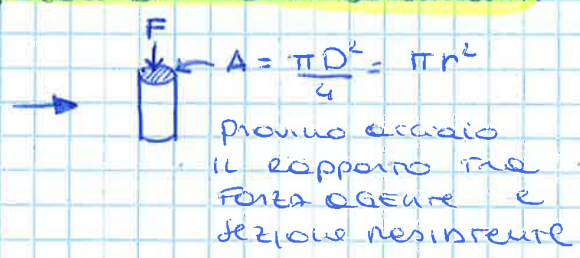 F
A = πD²/4 = πr²
provino acciaio
il rapporto tra
forza agente e
sezione resistente